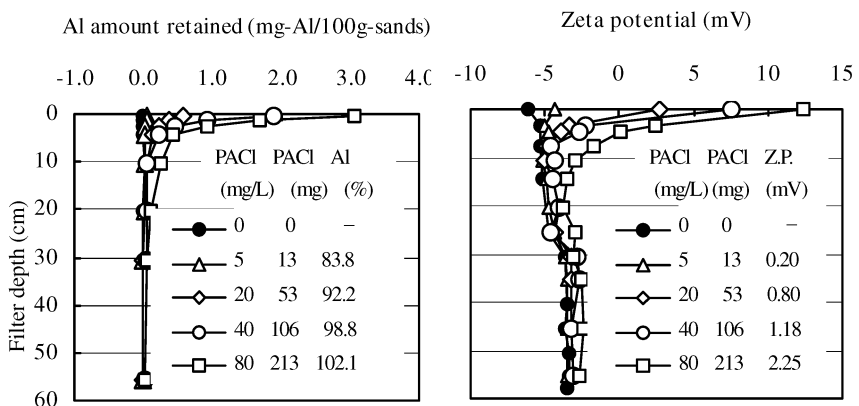 Al amount retained (mg-Al/100g-sands)
-1.0 0.0 1.0 2.0 3.0 4.0
0
10
20
30
40
50
60
Filter depth (cm)
PACl PACl Al
(mg/L) (mg) (%)
0 0 –
5 13 83.8
20 53 92.2
40 106 98.8
80 213 102.1
Zeta potential (mV)
-10 -5 0 5 10 15
PACl PACl Z.P.
(mg/L) (mg) (mV)
0 0 –
5 13 0.20
20 53 0.80
40 106 1.18
80 213 2.25